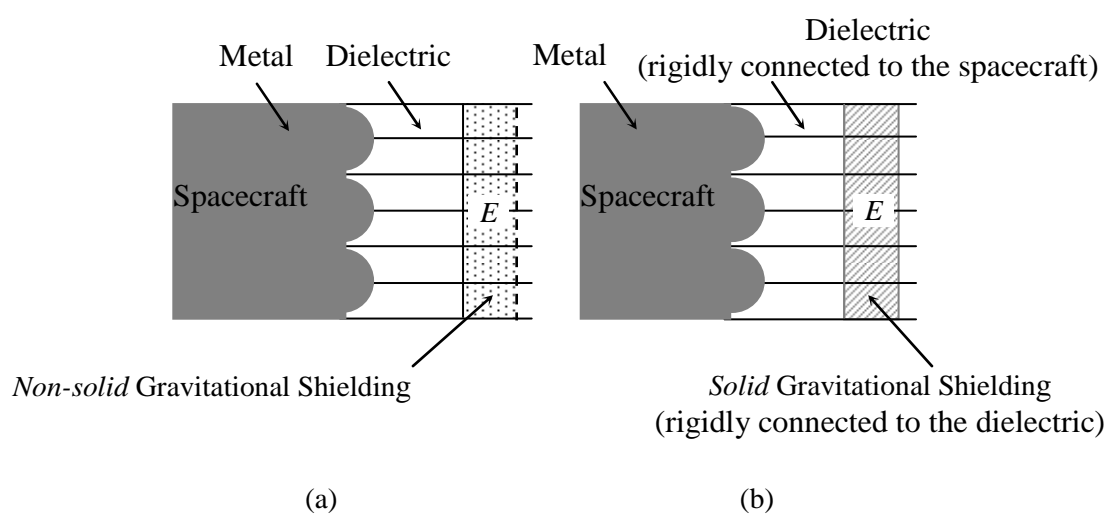 Metal
Dielectric
Spacecraft
E
Non-solid Gravitational Shielding
(a)
Dielectric
(rigidly connected to the spacecraft)
Metal
Spacecraft
E
Solid Gravitational Shielding
(rigidly connected to the dielectric)
(b)